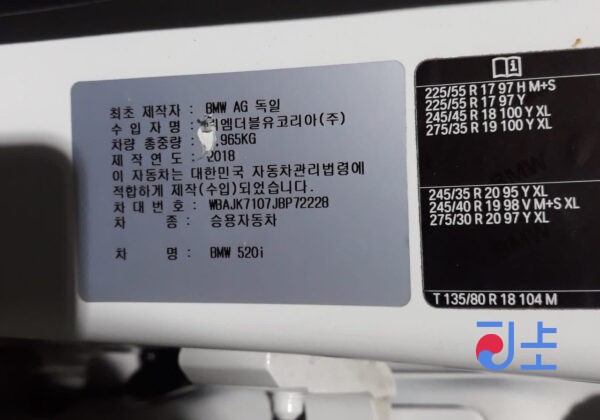 최초 제작자 : BMW AG 독일
수 입 자 명 : 엠더블유코리아(주)
차량 총중량 : .965KG
제 작 연 도 : 2018
이 자동차는 대한민국 자동차관리법령에
적합하게 제작(수입)되었습니다.
차 대 번 호 : WBAJK7107JBP72228
차 종 : 승용자동차
차 명 : BMW 520i
225/55 R 17 97 H M+S
225/55 R 17 97 Y
245/45 R 18 100 Y XL
275/35 R 19 100 Y XL
245/35 R 20 95 Y XL
245/40 R 19 98 V M+S XL
275/30 R 20 97 Y XL
T 135/80 R 18 104 M